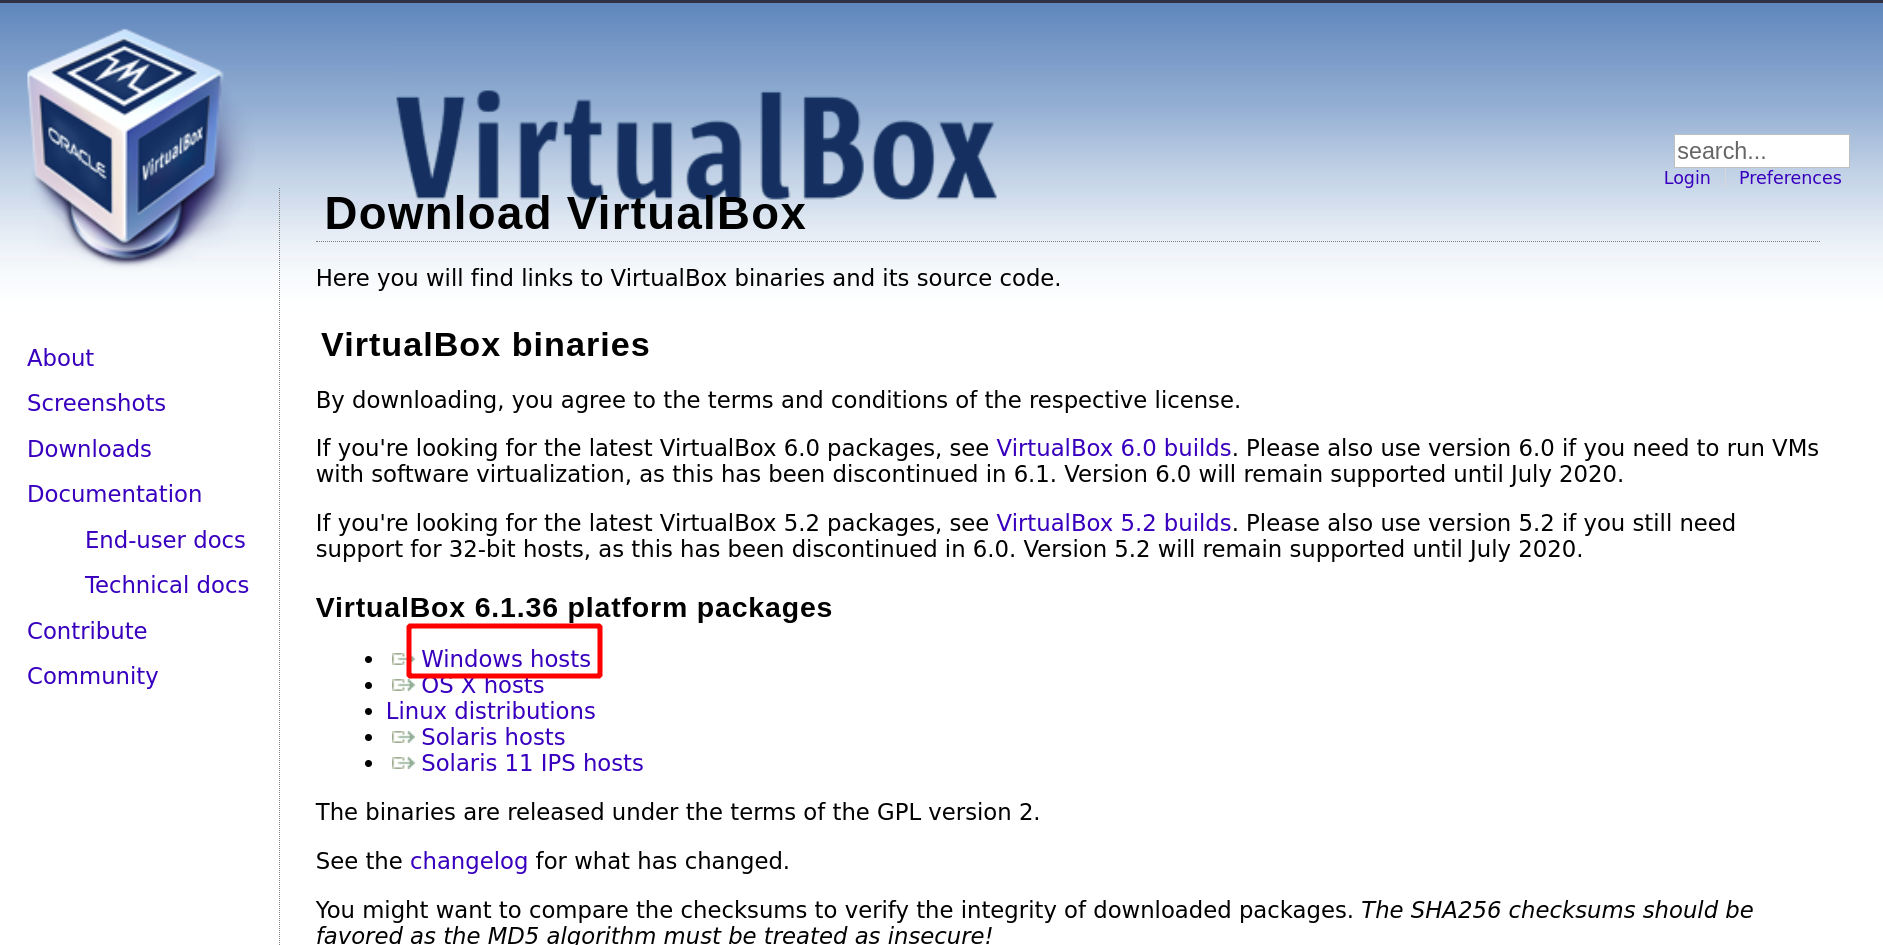 ORACLE
VirtualBox
VirtualBox
search...
Login
Preferences
Download VirtualBox
Here you will find links to VirtualBox binaries and its source code.
About
Screenshots
Downloads
Documentation
End-user docs
Technical docs
Contribute
Community
VirtualBox binaries
By downloading, you agree to the terms and conditions of the respective license.
If you're looking for the latest VirtualBox 6.0 packages, see VirtualBox 6.0 builds. Please also use version 6.0 if you need to run VMs
with software virtualization, as this has been discontinued in 6.1. Version 6.0 will remain supported until July 2020.
If you're looking for the latest VirtualBox 5.2 packages, see VirtualBox 5.2 builds. Please also use version 5.2 if you still need
support for 32-bit hosts, as this has been discontinued in 6.0. Version 5.2 will remain supported until July 2020.
VirtualBox 6.1.36 platform packages
• Windows hosts
• OS X hosts
• Linux distributions
• Solaris hosts
• Solaris 11 IPS hosts
The binaries are released under the terms of the GPL version 2.
See the changelog for what has changed.
You might want to compare the checksums to verify the integrity of downloaded packages. The SHA256 checksums should be
favored as the MD5 algorithm must be treated as insecure!